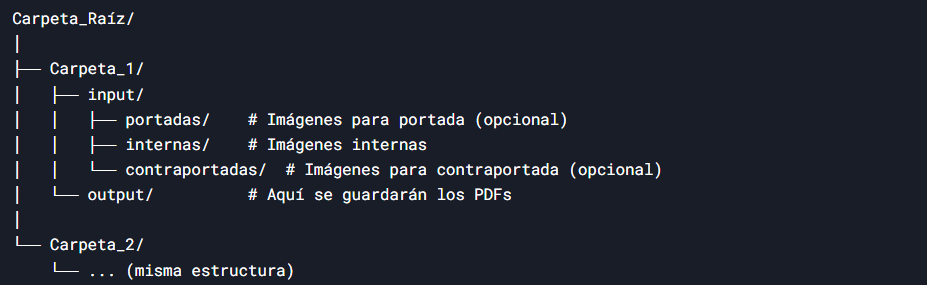 Carpeta_Raíz/
│
├── Carpeta_1/
│   ├── input/
│   │   ├── portadas/    # Imágenes para portada (opcional)
│   │   ├── internas/    # Imágenes internas
│   │   └── contraportadas/  # Imágenes para contraportada (opcional)
│   └── output/          # Aquí se guardarán los PDFs
│
└── Carpeta_2/
    └── ... (misma estructura)